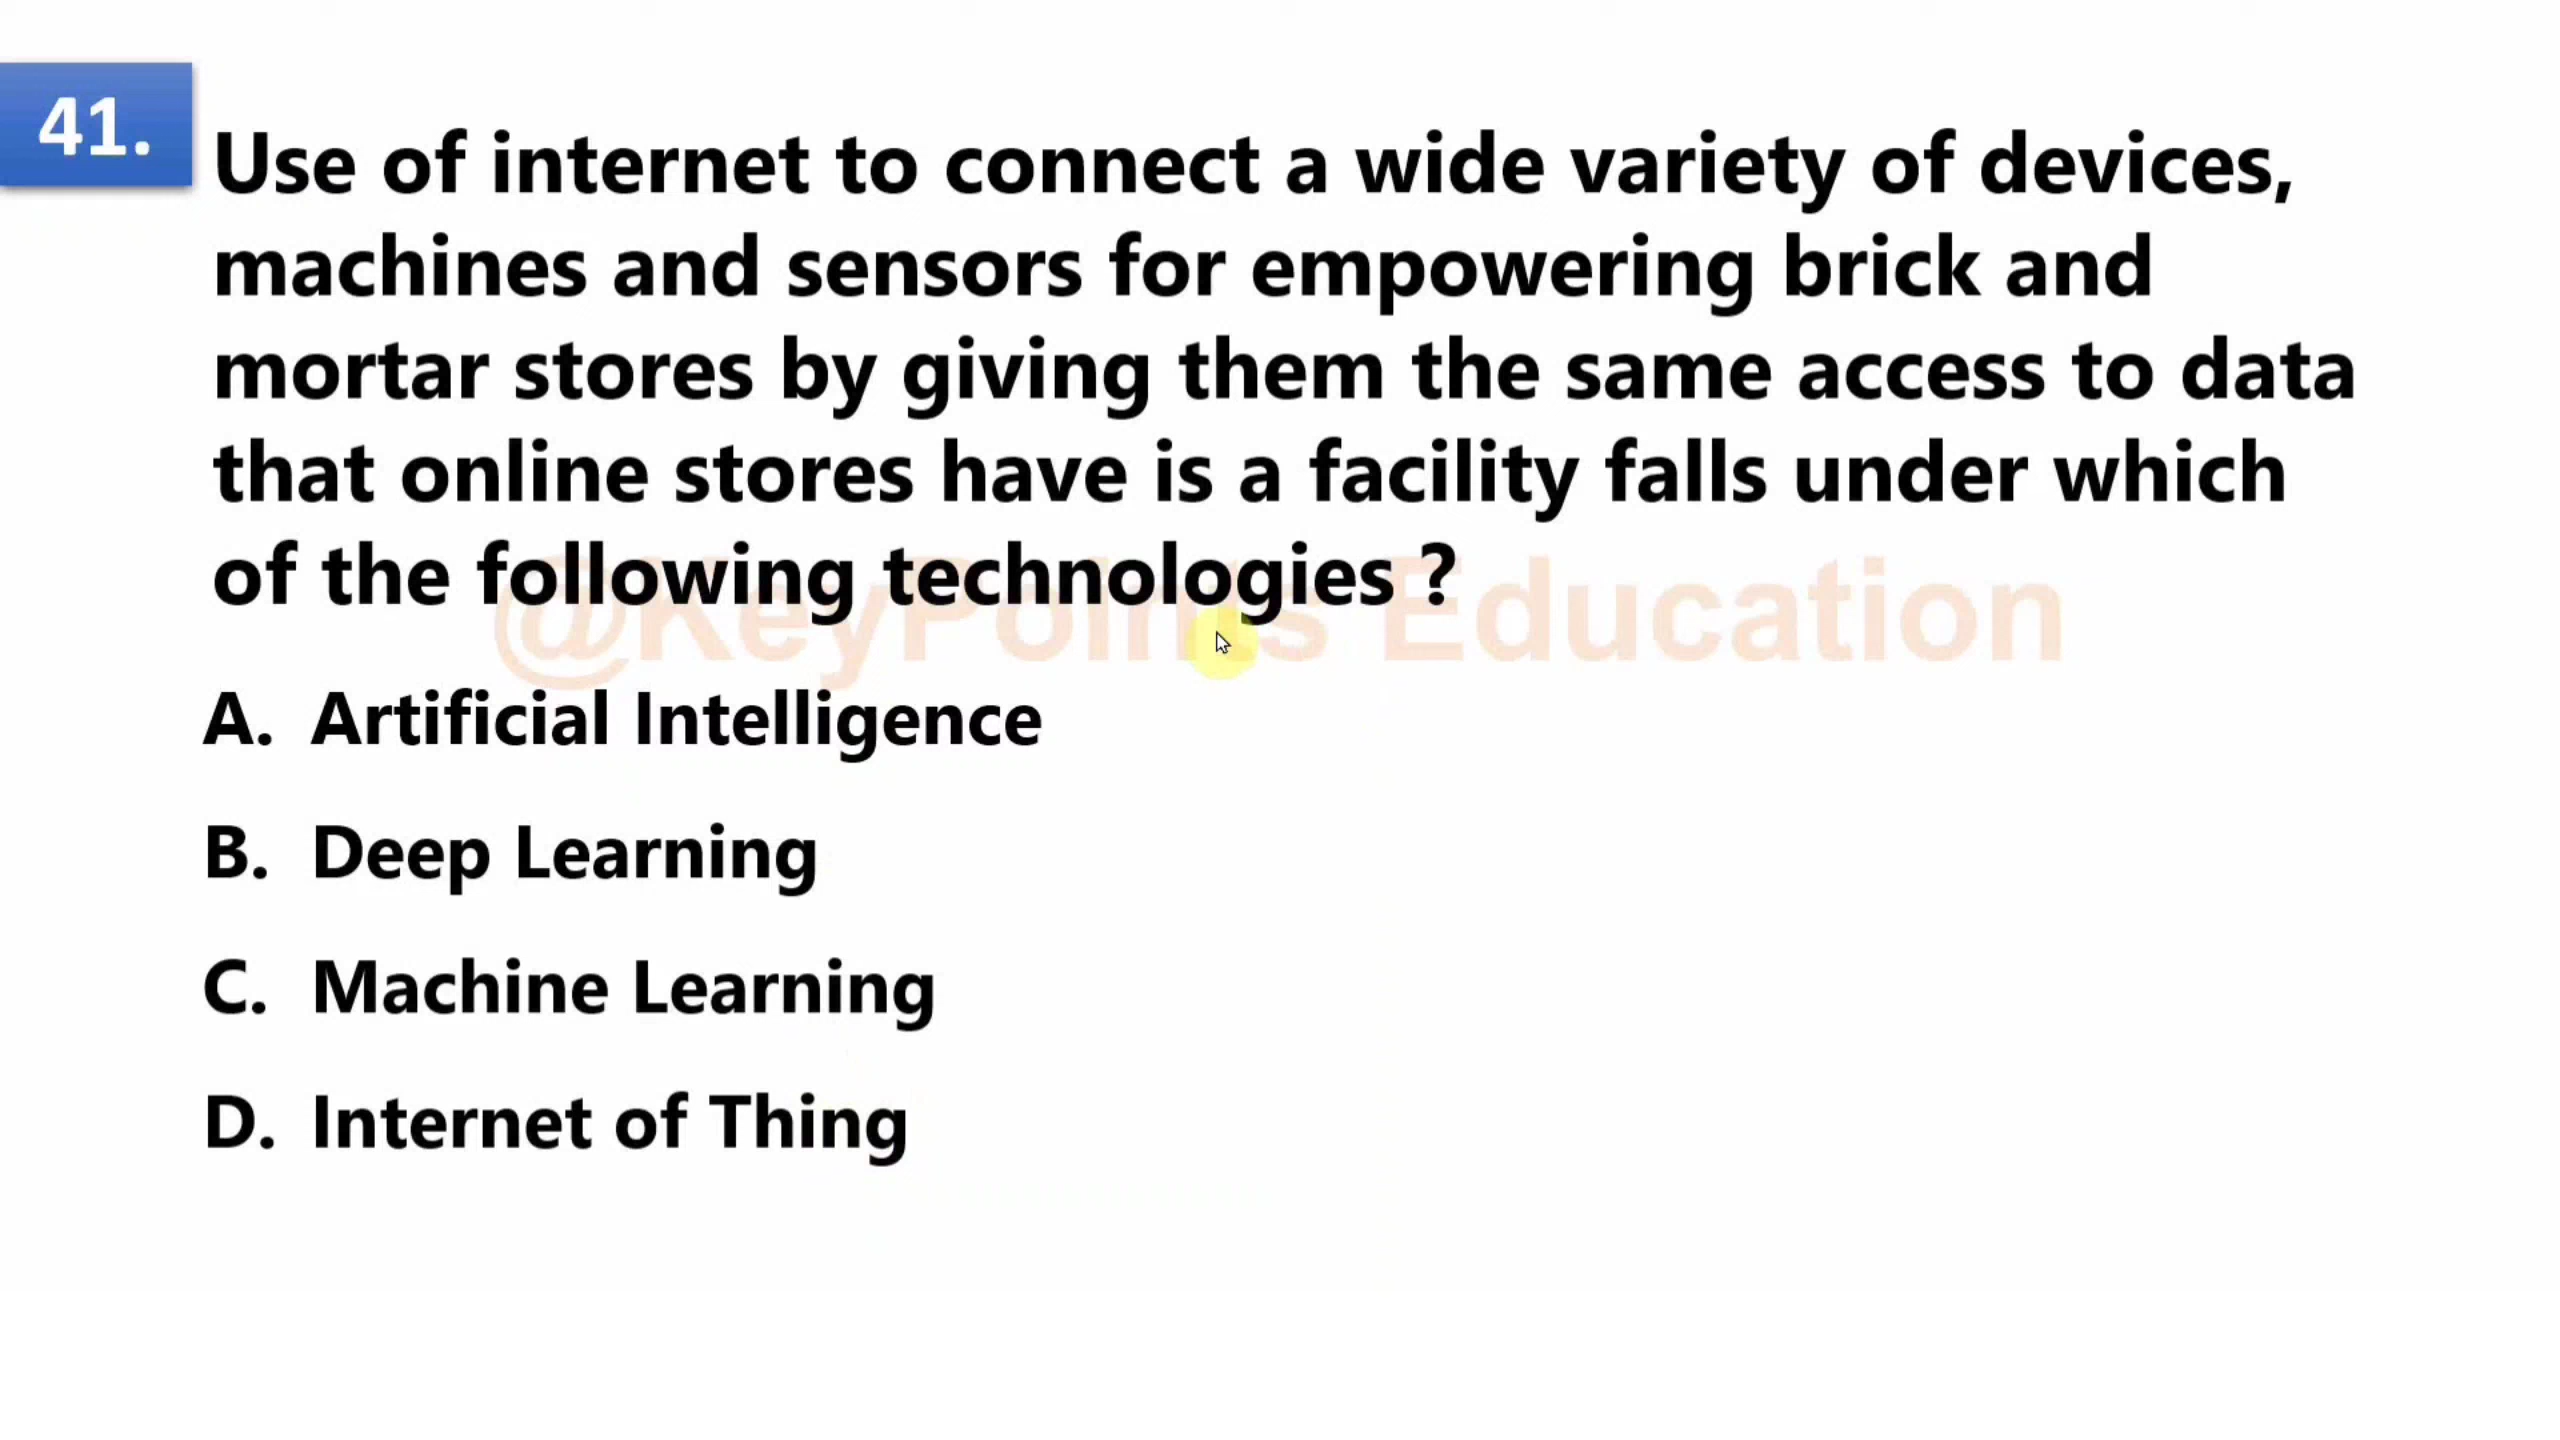 41.
Use of internet to connect a wide variety of devices,
machines and sensors for empowering brick and
mortar stores by giving them the same access to data
that online stores have is a facility falls under which
of the following technologies ?
@KeyPoints Education
A. Artificial Intelligence
B. Deep Learning
C. Machine Learning
D. Internet of Thing